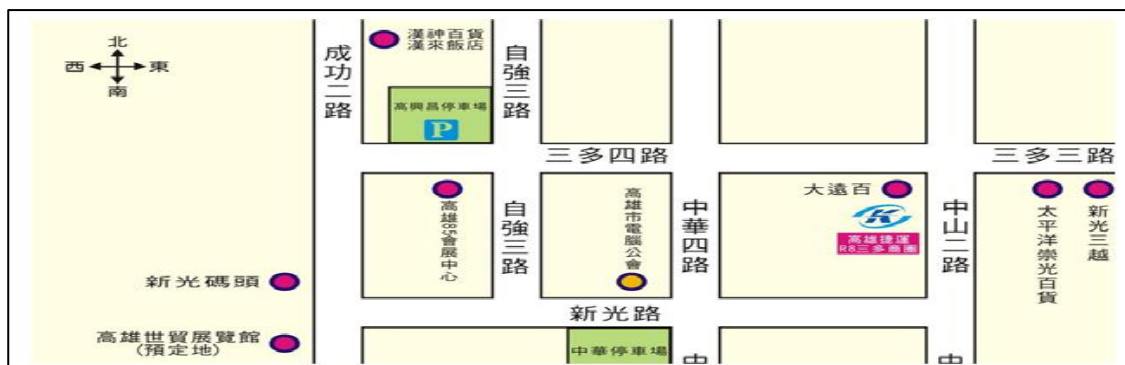 北
西
東
南
成功二路
漢神百貨
漢來飯店
自強三路
高興昌停車場
P
三多四路
三多三路
高雄85會展中心
自強三路
高雄市電腦公會
中華四路
大遠百
K
高雄捷運
R8三多商圈
中山二路
太平洋崇光百貨
新光三越
新光碼頭
新光路
高雄世貿展覽館
(預定地)
中華停車場
中
中